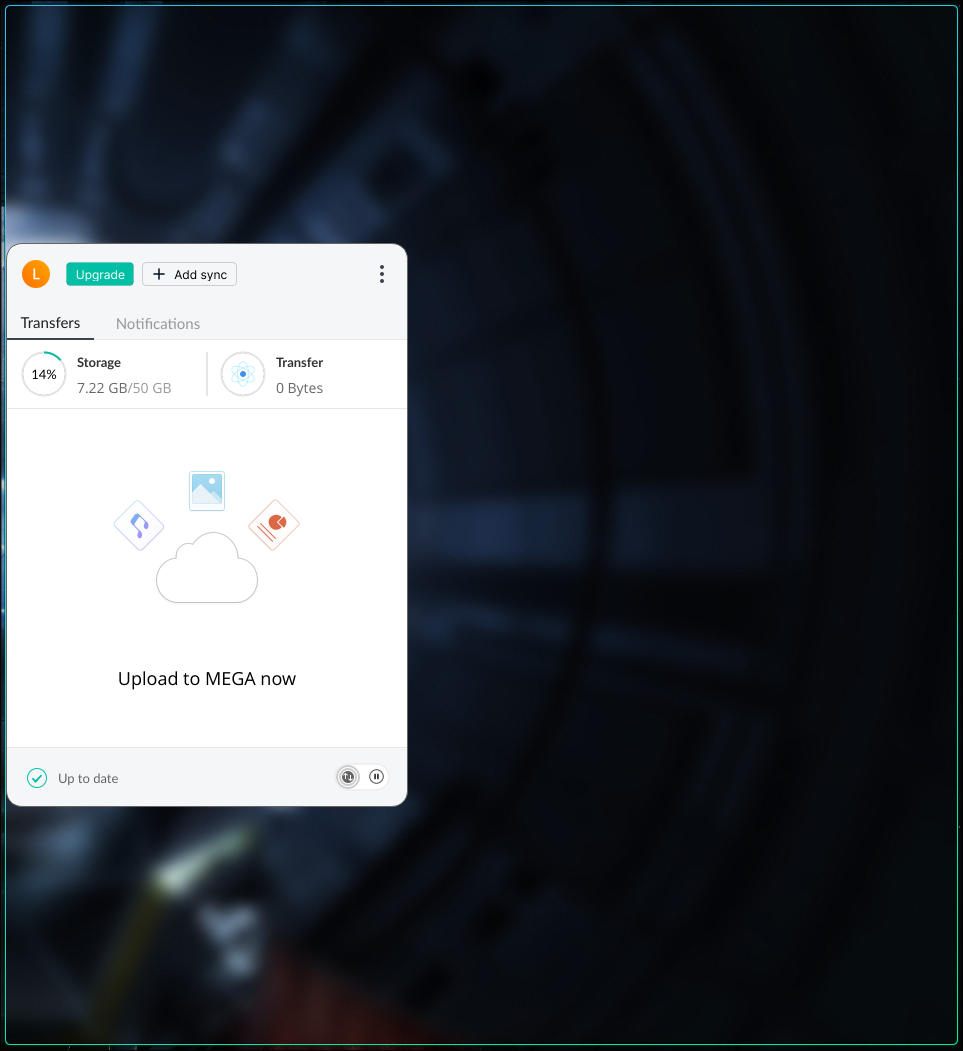 L
Upgrade
Add sync
Transfers
Notifications
14%
Storage
7.22 GB/50 GB
Transfer
0 Bytes
Upload to MEGA now
Up to date